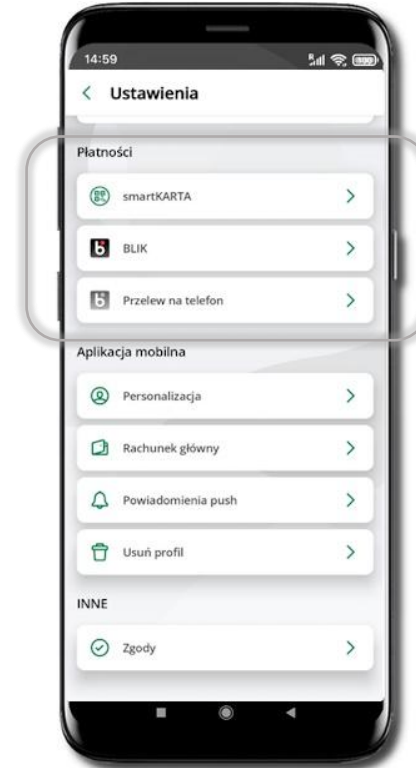 14:59
Ustawienia
Płatności
smartKARTA
BLIK
Przelew na telefon
Aplikacja mobilna
Personalizacja
Rachunek główny
Powiadomienia push
Usuń profil
INNE
Zgody